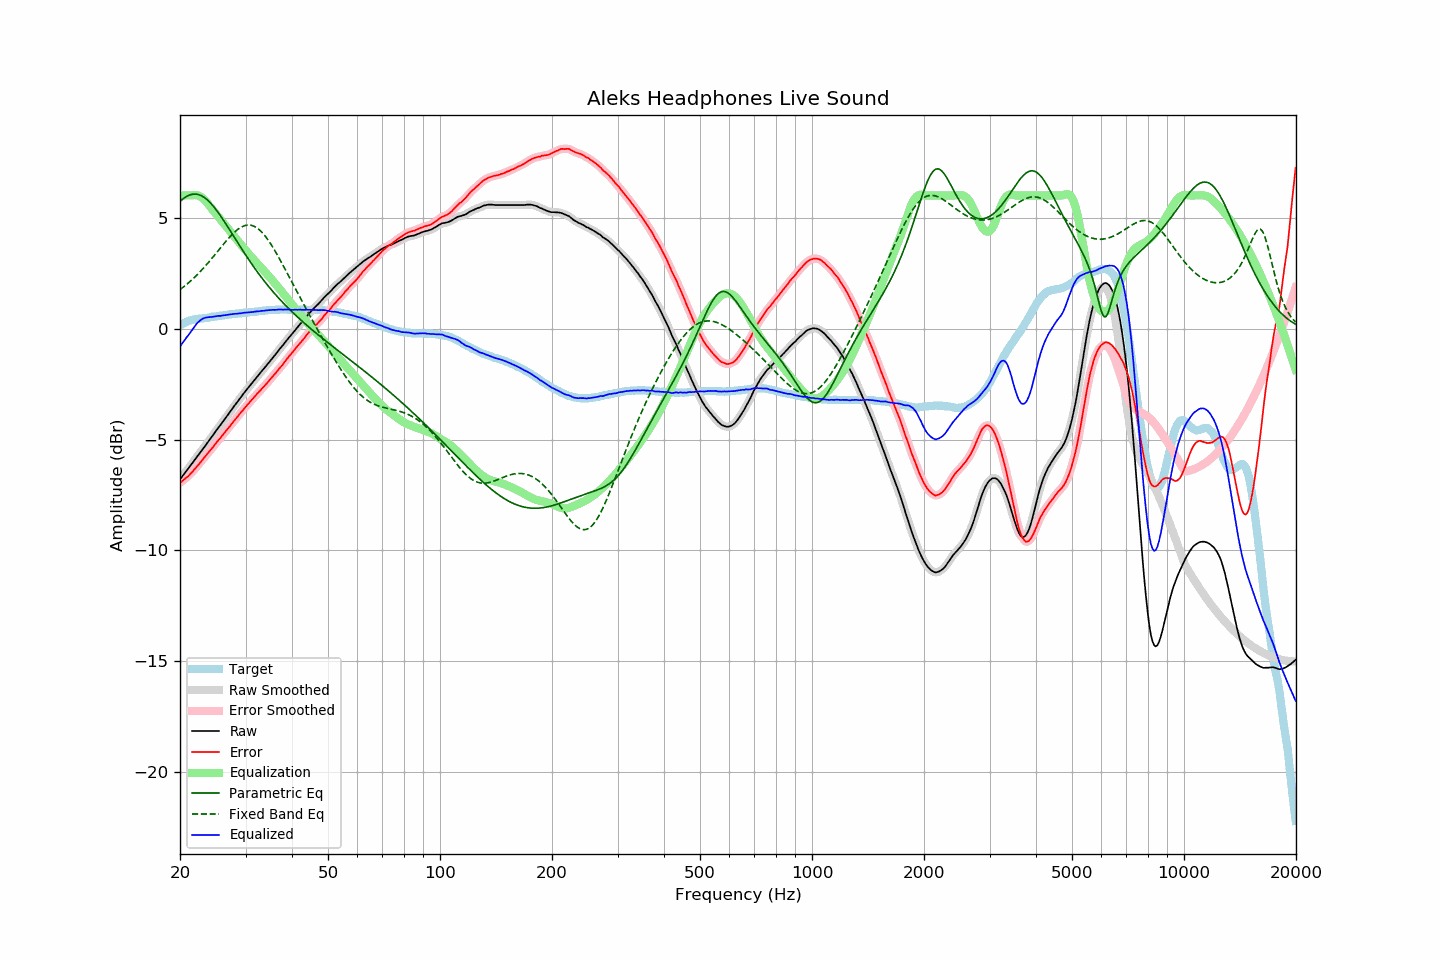 Aleks Headphones Live Sound
Amplitude (dBr)
5
0
−5
−10
−15
−20
Target
Raw Smoothed
Error Smoothed
Raw
Error
Equalization
Parametric Eq
Fixed Band Eq
Equalized
20 50 100 200 500 1000 2000 5000 10000 20000
Frequency (Hz)